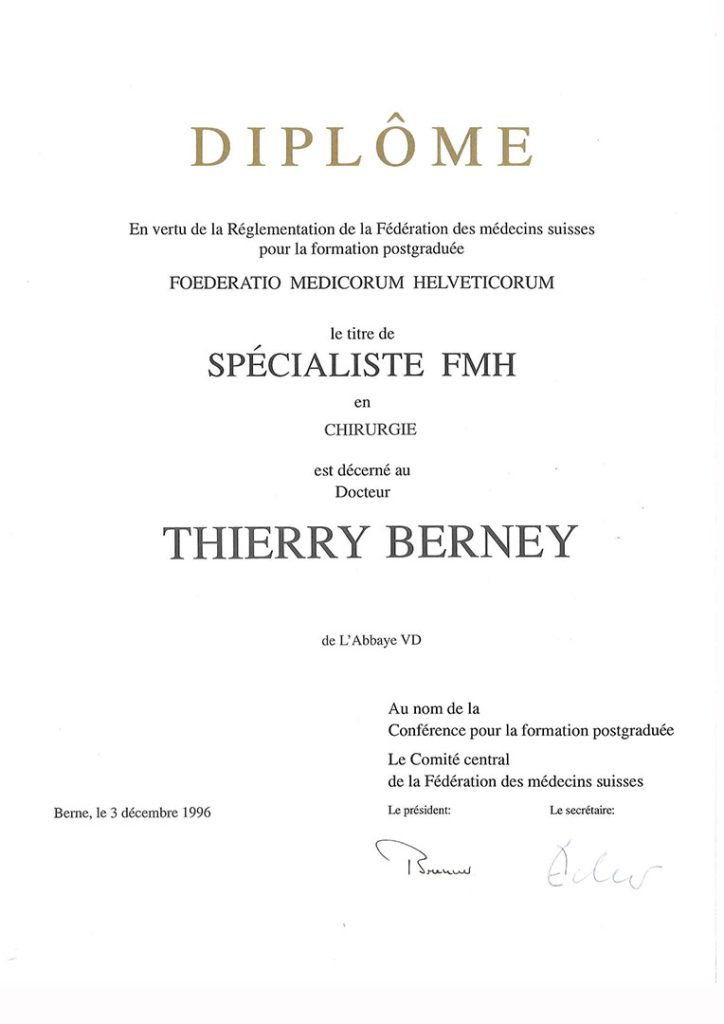 DIPLÔME
En vertu de la Réglementation de la Fédération des médecins suisses
pour la formation postgraduée
FOEDERATIO MEDICORUM HELVETICORUM
le titre de
SPÉCIALISTE FMH
en
CHIRURGIE
est décerné au
Docteur
THIERRY BERNEY
de L'Abbaye VD
Au nom de la
Conférence pour la formation postgraduée
Le Comité central
de la Fédération des médecins suisses
Berne, le 3 décembre 1996
Le président:
Le secrétaire: